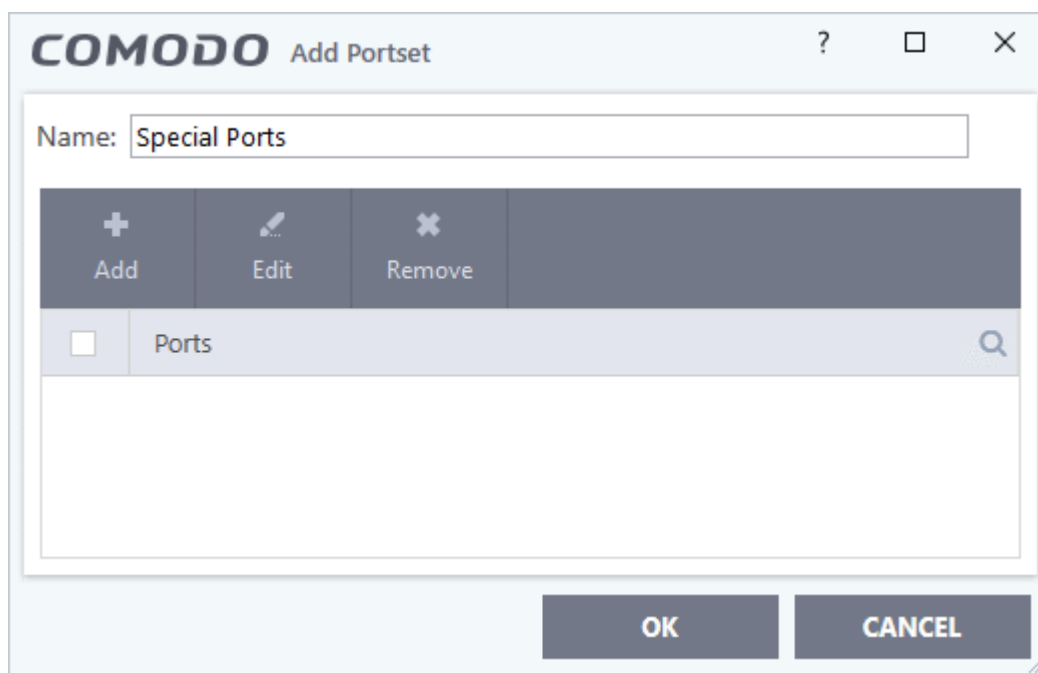 COMODO Add Portset ?
Name: Special Ports
Add Edit Remove
Ports
OK CANCEL